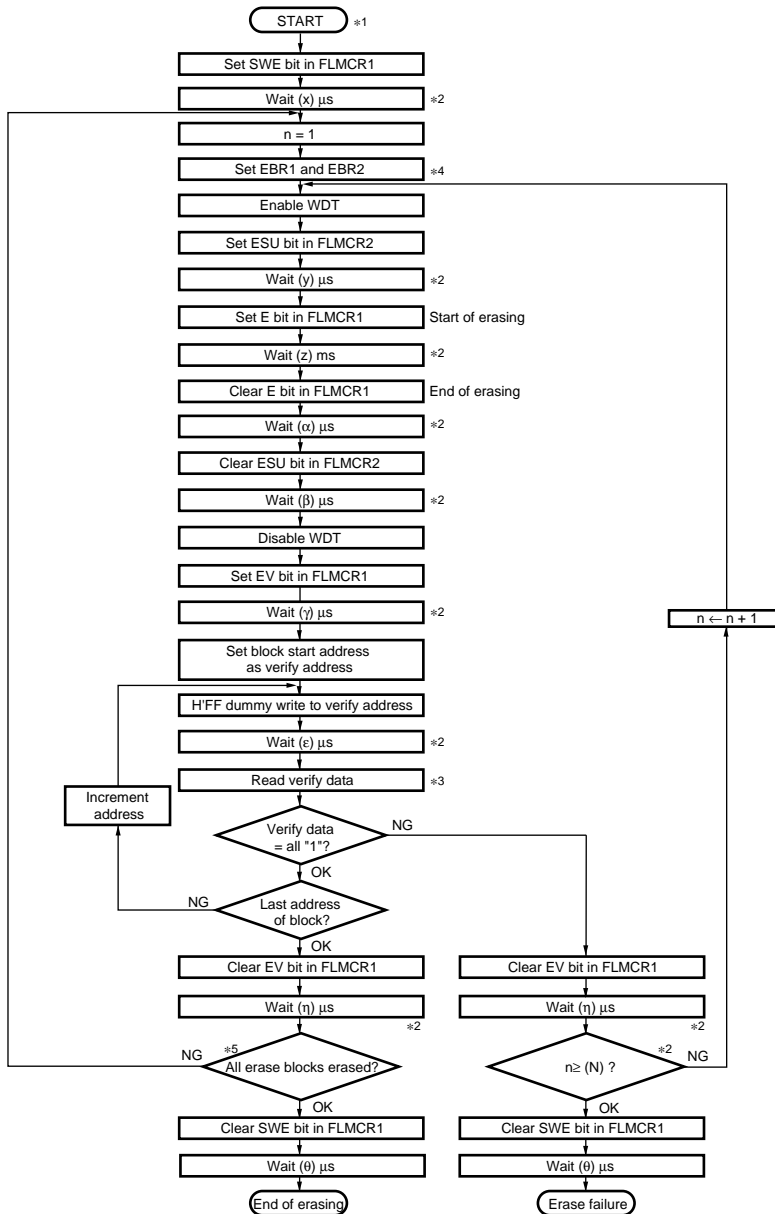 START *1
Set SWE bit in FLMCR1
Wait (x) μs *2
n = 1
Set EBR1 and EBR2 *4
Enable WDT
Set ESU bit in FLMCR2
Wait (y) μs *2
Set E bit in FLMCR1 Start of erasing
Wait (z) ms *2
Clear E bit in FLMCR1 End of erasing
Wait (α) μs *2
Clear ESU bit in FLMCR2
Wait (β) μs *2
Disable WDT
Set EV bit in FLMCR1
Wait (γ) μs *2
n ← n + 1
Set block start address
as verify address
H'FF dummy write to verify address
Wait (ε) μs *2
Read verify data *3
Increment
address
Verify data
= all "1"?
NG
OK
NG
Last address
of block?
OK
Clear EV bit in FLMCR1
Wait (η) μs
*2
NG
*5
All erase blocks erased?
OK
Clear SWE bit in FLMCR1
Wait (θ) μs
End of erasing
Clear EV bit in FLMCR1
Wait (η) μs
*2
*2
n≥ (N) ?
NG
OK
Clear SWE bit in FLMCR1
Wait (θ) μs
Erase failure